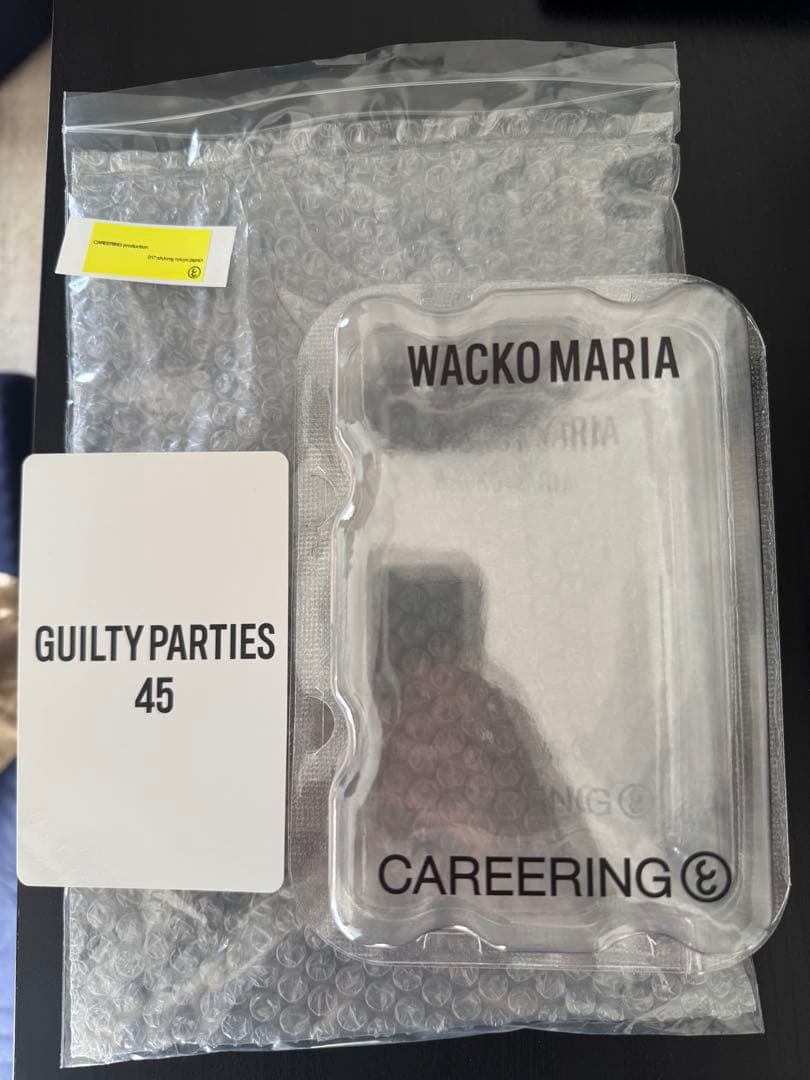 CAREERING production
WACKO MARIA
GUILTY PARTIES
45
CAREERING